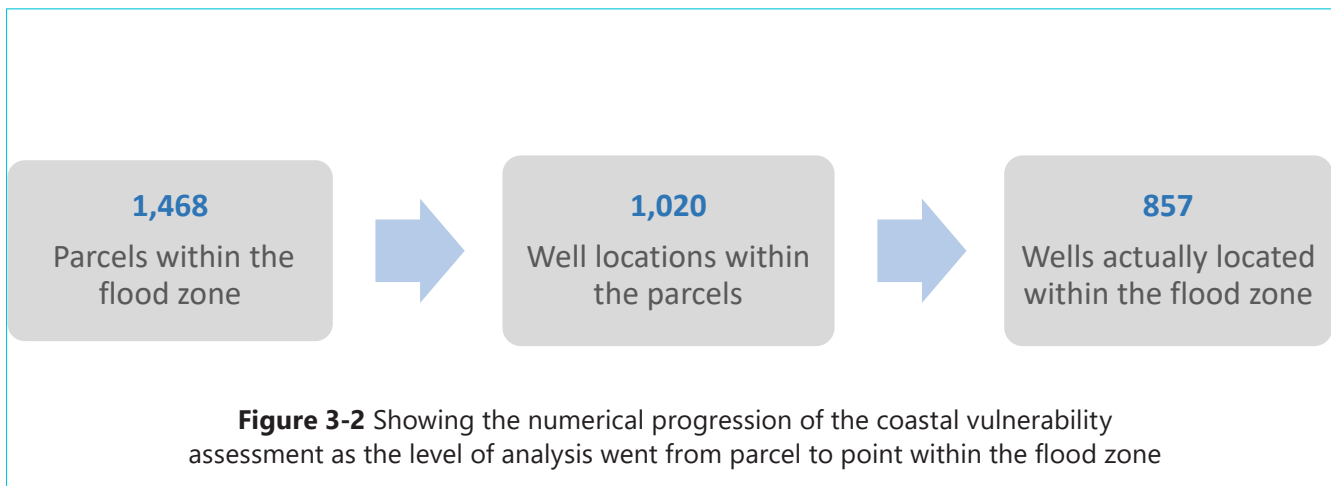 1,468
Parcels within the
flood zone
1,020
Well locations within
the parcels
857
Wells actually located
within the flood zone
Figure 3-2 Showing the numerical progression of the coastal vulnerability
assessment as the level of analysis went from parcel to point within the flood zone